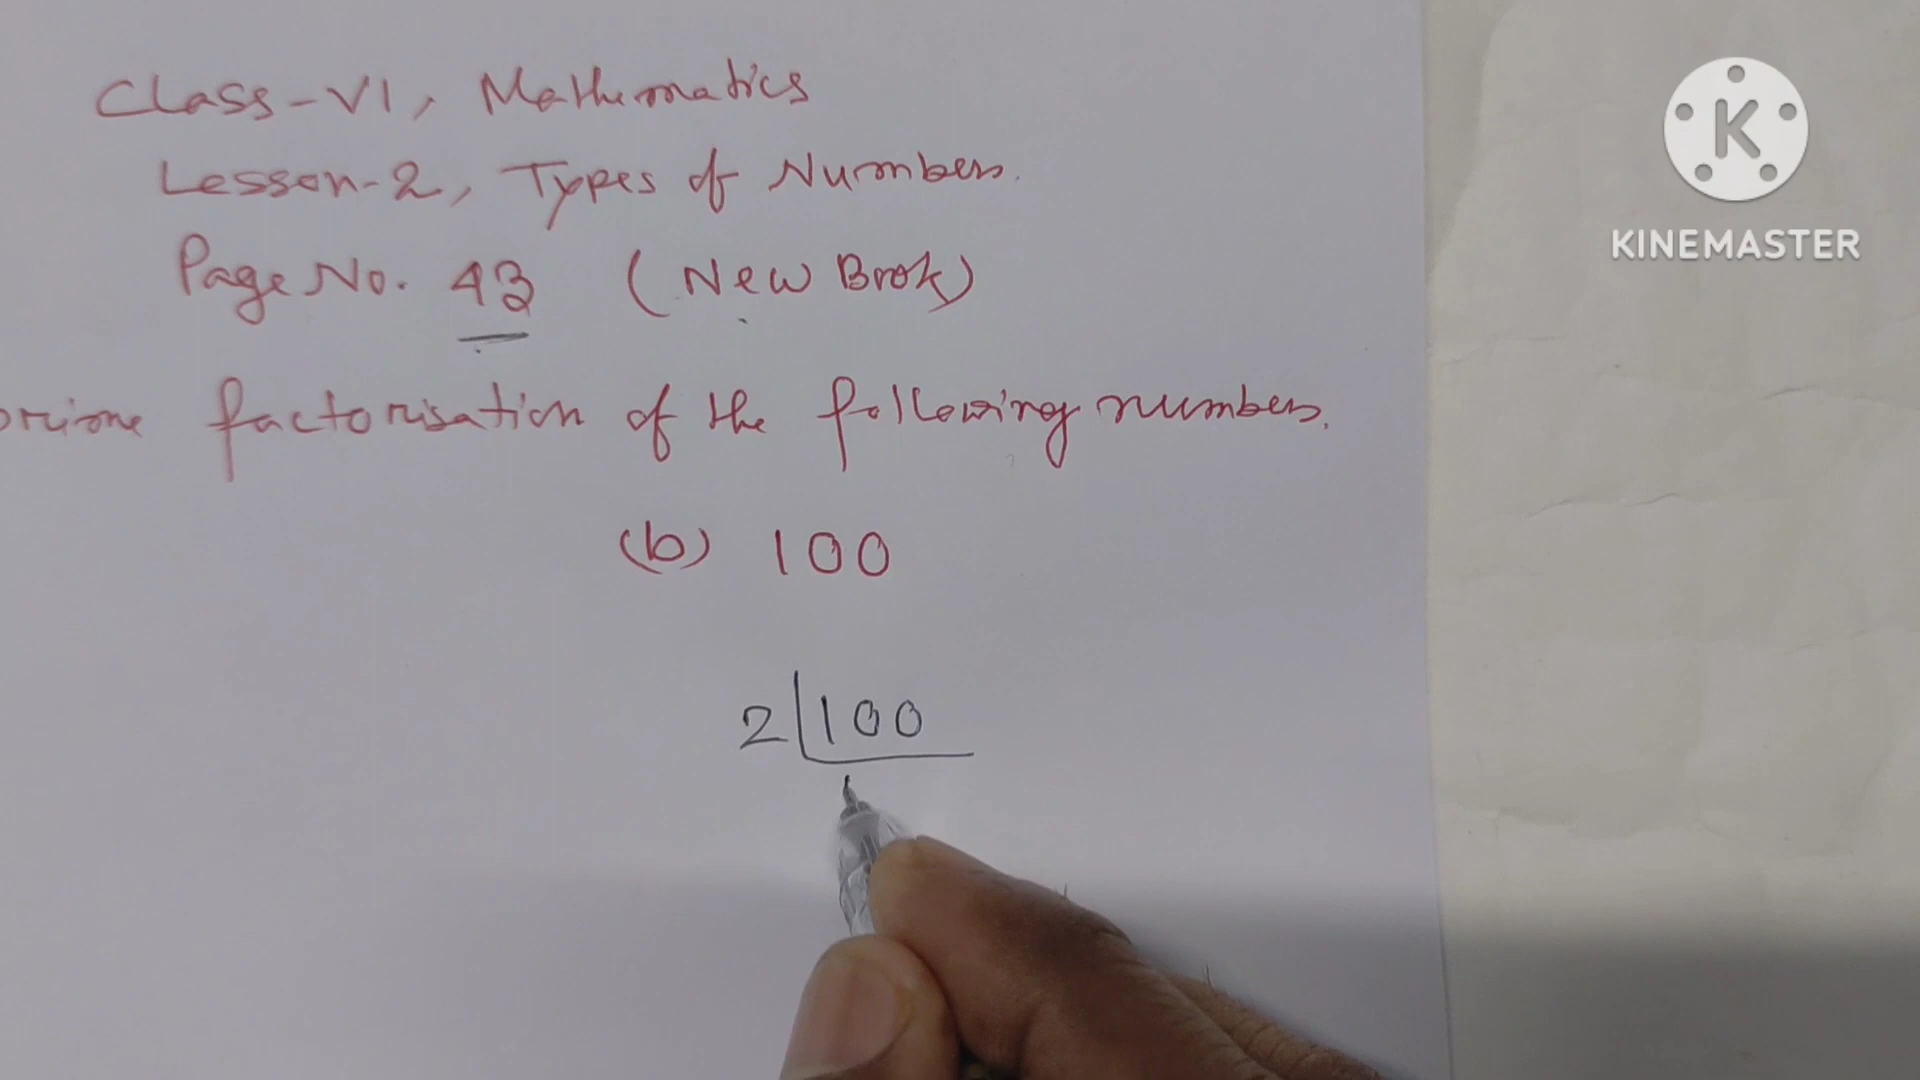 Class-VI, Mathematics
Lesson-2, Types of Numbers.
Page No. 43 (New Book)
prime factorisation of the following numbers.
(b) 100
2 100
K
KINEMASTER